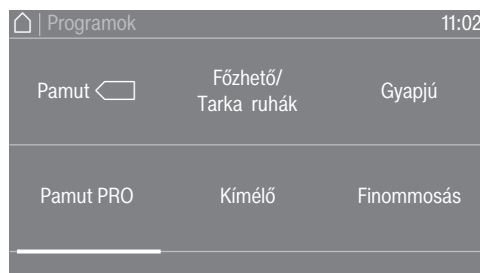 Programok
11:02
Pamut
Főzhető/
Tarka ruhák
Gyapjú
Pamut PRO
Kímélő
Finommosás